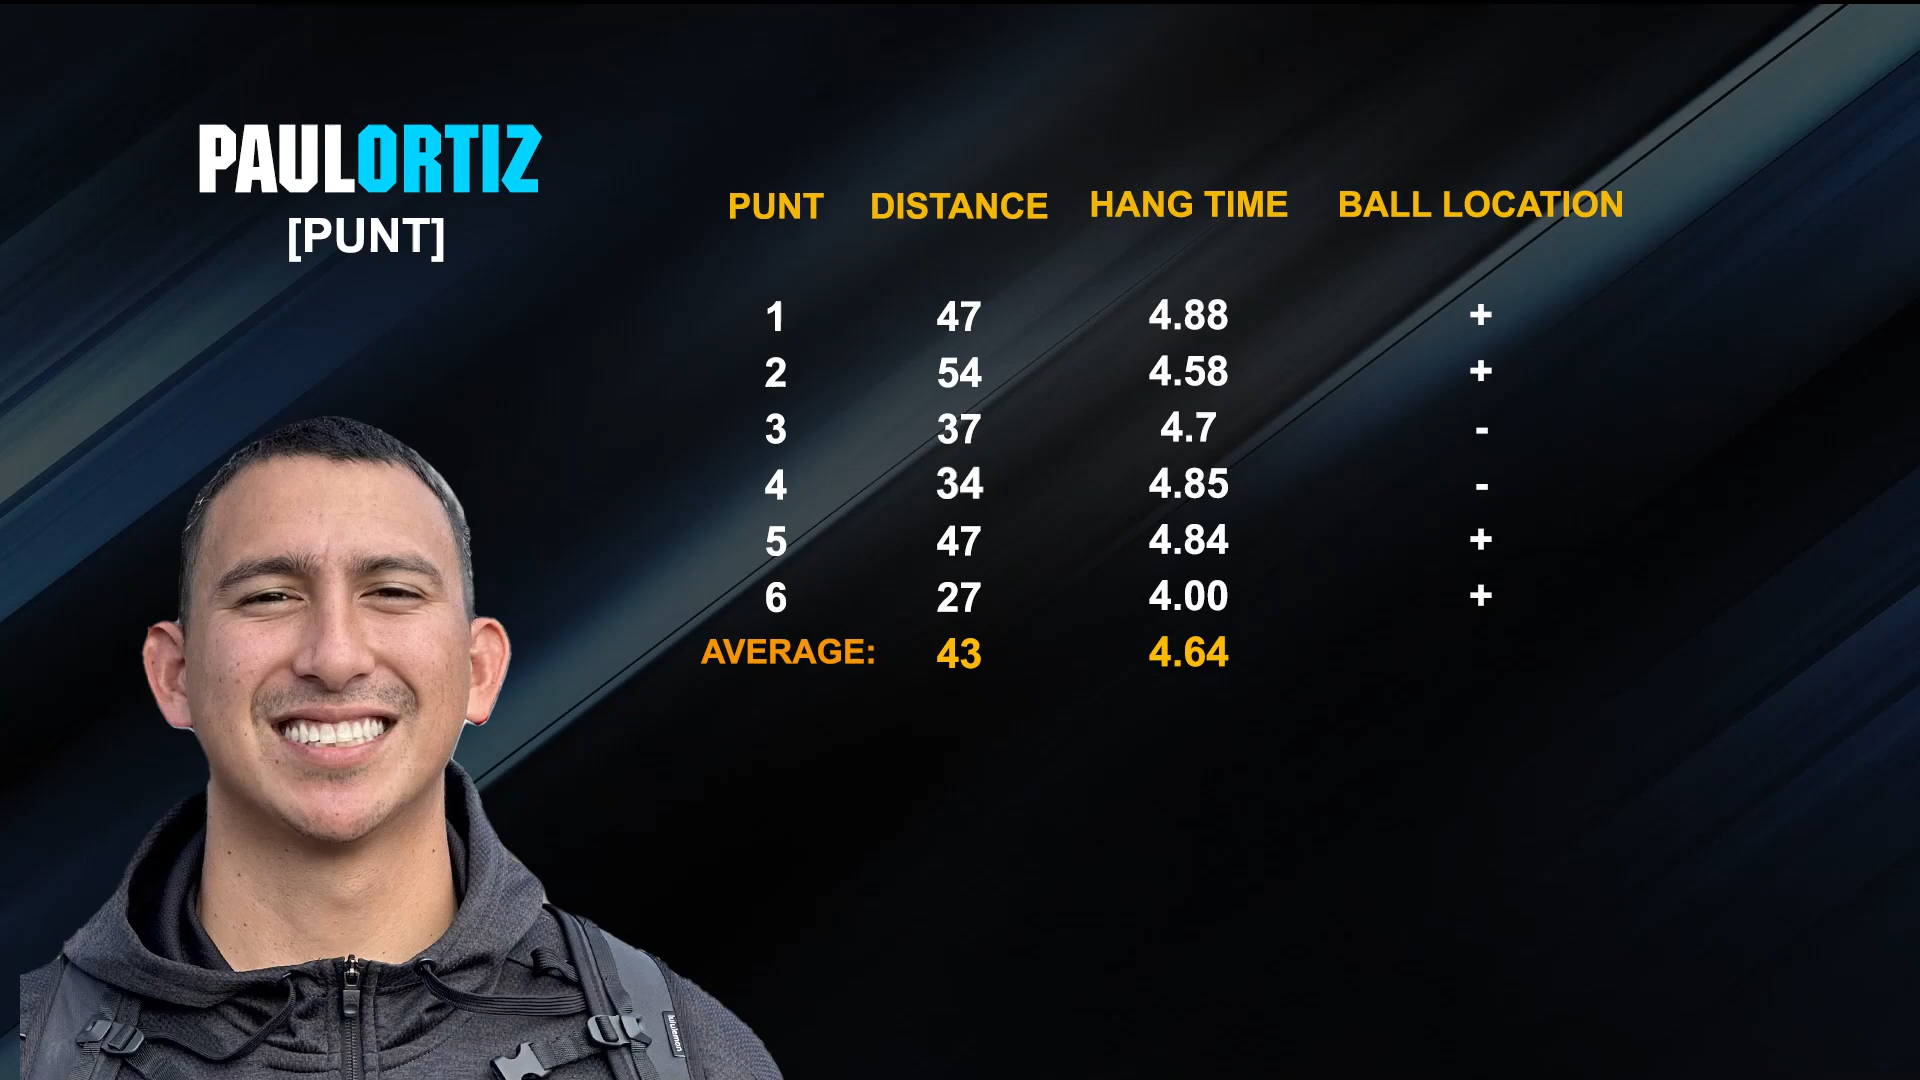 PAULORTIZ
[PUNT]
PUNT DISTANCE HANG TIME BALL LOCATION
1 47 4.88 +
2 54 4.58 +
3 37 4.7 -
4 34 4.85 -
5 47 4.84 +
6 27 4.00 +
AVERAGE: 43 4.64
lululemon